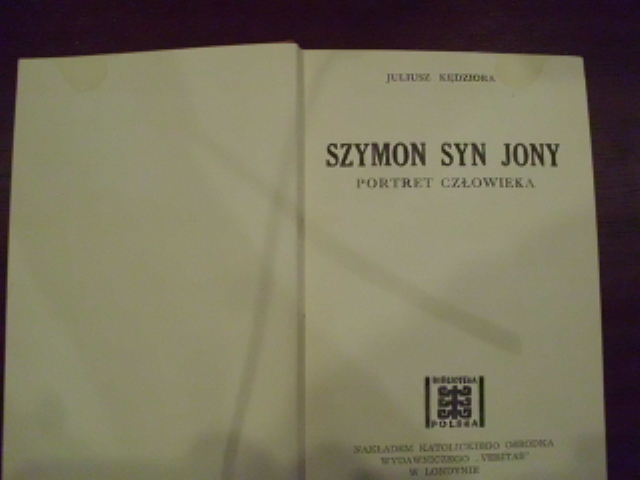 JULIUSZ KĘDZIORA
SZYMON SYN JONY
PORTRET CZŁOWIEKA
BIBLIOTEKA
POLSKA
NAKŁADEM KATOLICKIEGO OŚRODKA
WYDAWNICZEGO „VERITAS"
W LONDYNIE